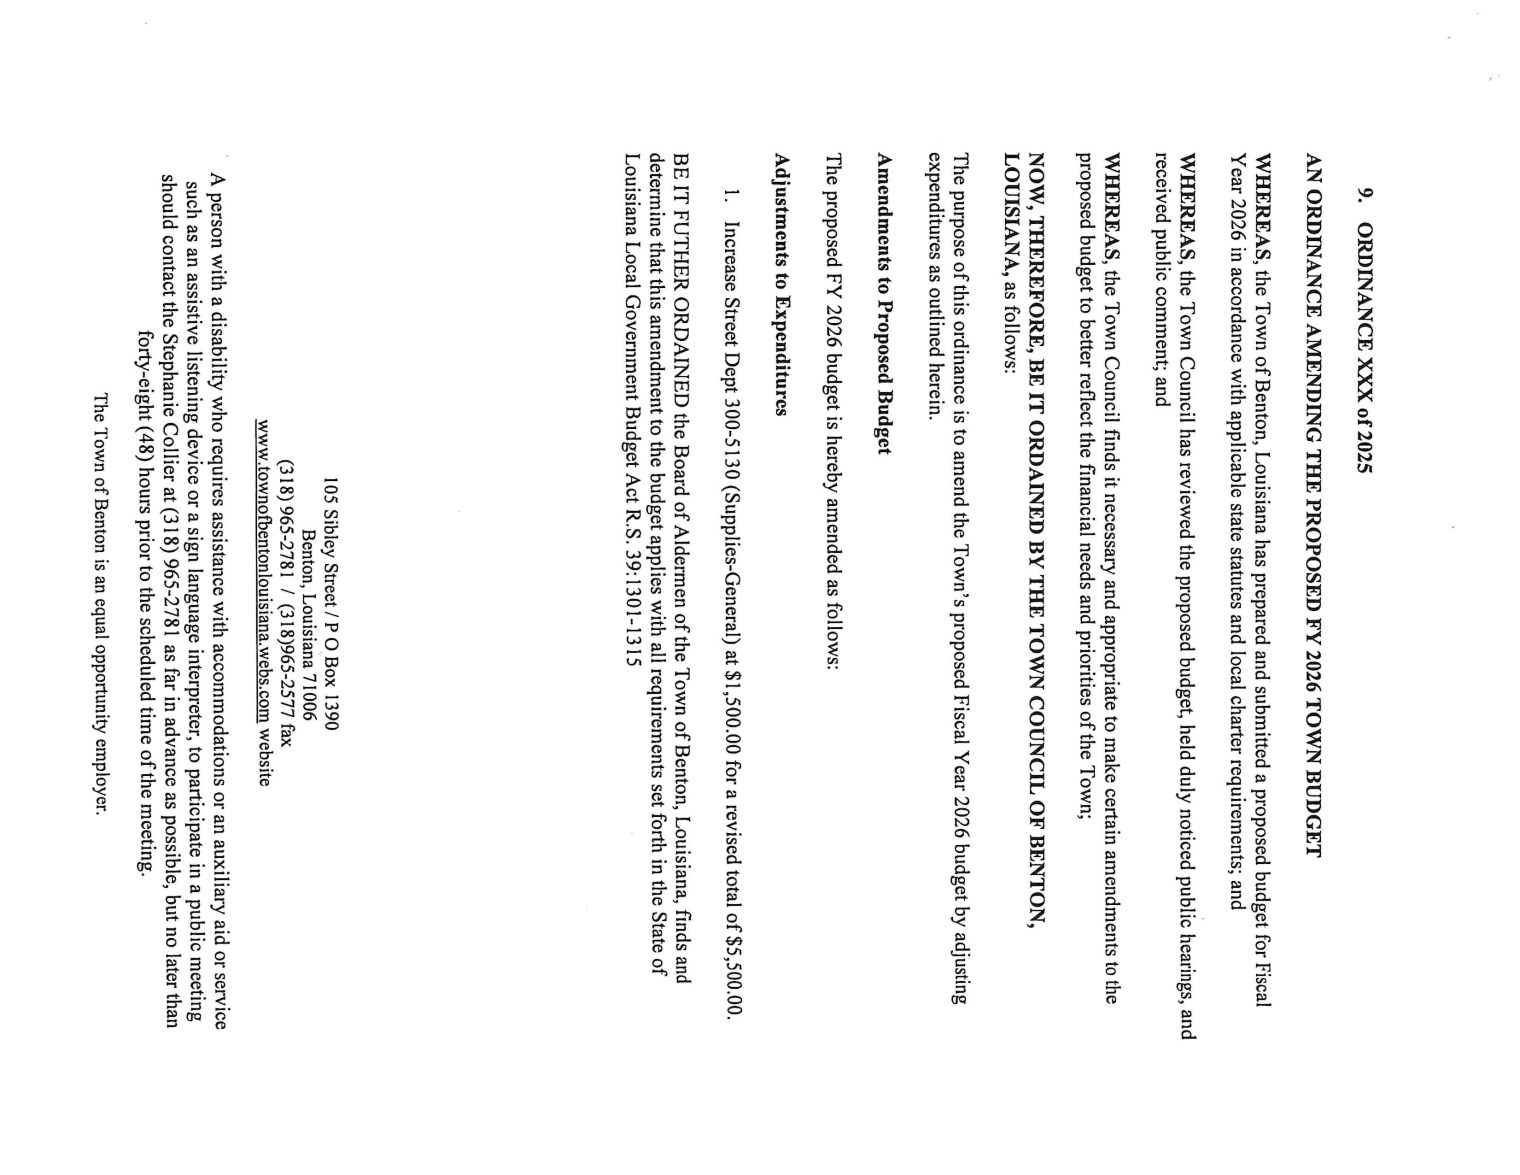 9. ORDINANCE XXX of 2025
AN ORDINANCE AMENDING THE PROPOSED FY 2026 TOWN BUDGET
WHEREAS, the Town of Benton, Louisiana has prepared and submitted a proposed budget for Fiscal
Year 2026 in accordance with applicable state statutes and local charter requirements; and
WHEREAS, the Town Council has reviewed the proposed budget, held duly noticed public hearings, and
received public comment; and
WHEREAS, the Town Council finds it necessary and appropriate to make certain amendments to the
proposed budget to better reflect the financial needs and priorities of the Town;
NOW, THEREFORE, BE IT ORDAINED BY THE TOWN COUNCIL OF BENTON,
LOUISIANA, as follows:
The purpose of this ordinance is to amend the Town's proposed Fiscal Year 2026 budget by adjusting
expenditures as outlined herein.
Amendments to Proposed Budget
The proposed FY 2026 budget is hereby amended as follows:
Adjustments to Expenditures
1. Increase Street Dept 300-5130 (Supplies-General) at $1,500.00 for a revised total of $5,500.00.
BE IT FUTHER ORDAINED the Board of Aldermen of the Town of Benton, Louisiana, finds and
determine that this amendment to the budget applies with all requirements set forth in the State of
Louisiana Local Government Budget Act R.S. 39:1301-1315
105 Sibley Street / P O Box 1390
Benton, Louisiana 71006
(318) 965-2781 / (318)965-2577 fax
www.townofbentonlouisiana.webs.com website
A person with a disability who requires assistance with accommodations or an auxiliary aid or service
such as an assistive listening device or a sign language interpreter, to participate in a public meeting
should contact the Stephanie Collier at (318) 965-2781 as far in advance as possible, but no later than
forty-eight (48) hours prior to the scheduled time of the meeting.
The Town of Benton is an equal opportunity employer.